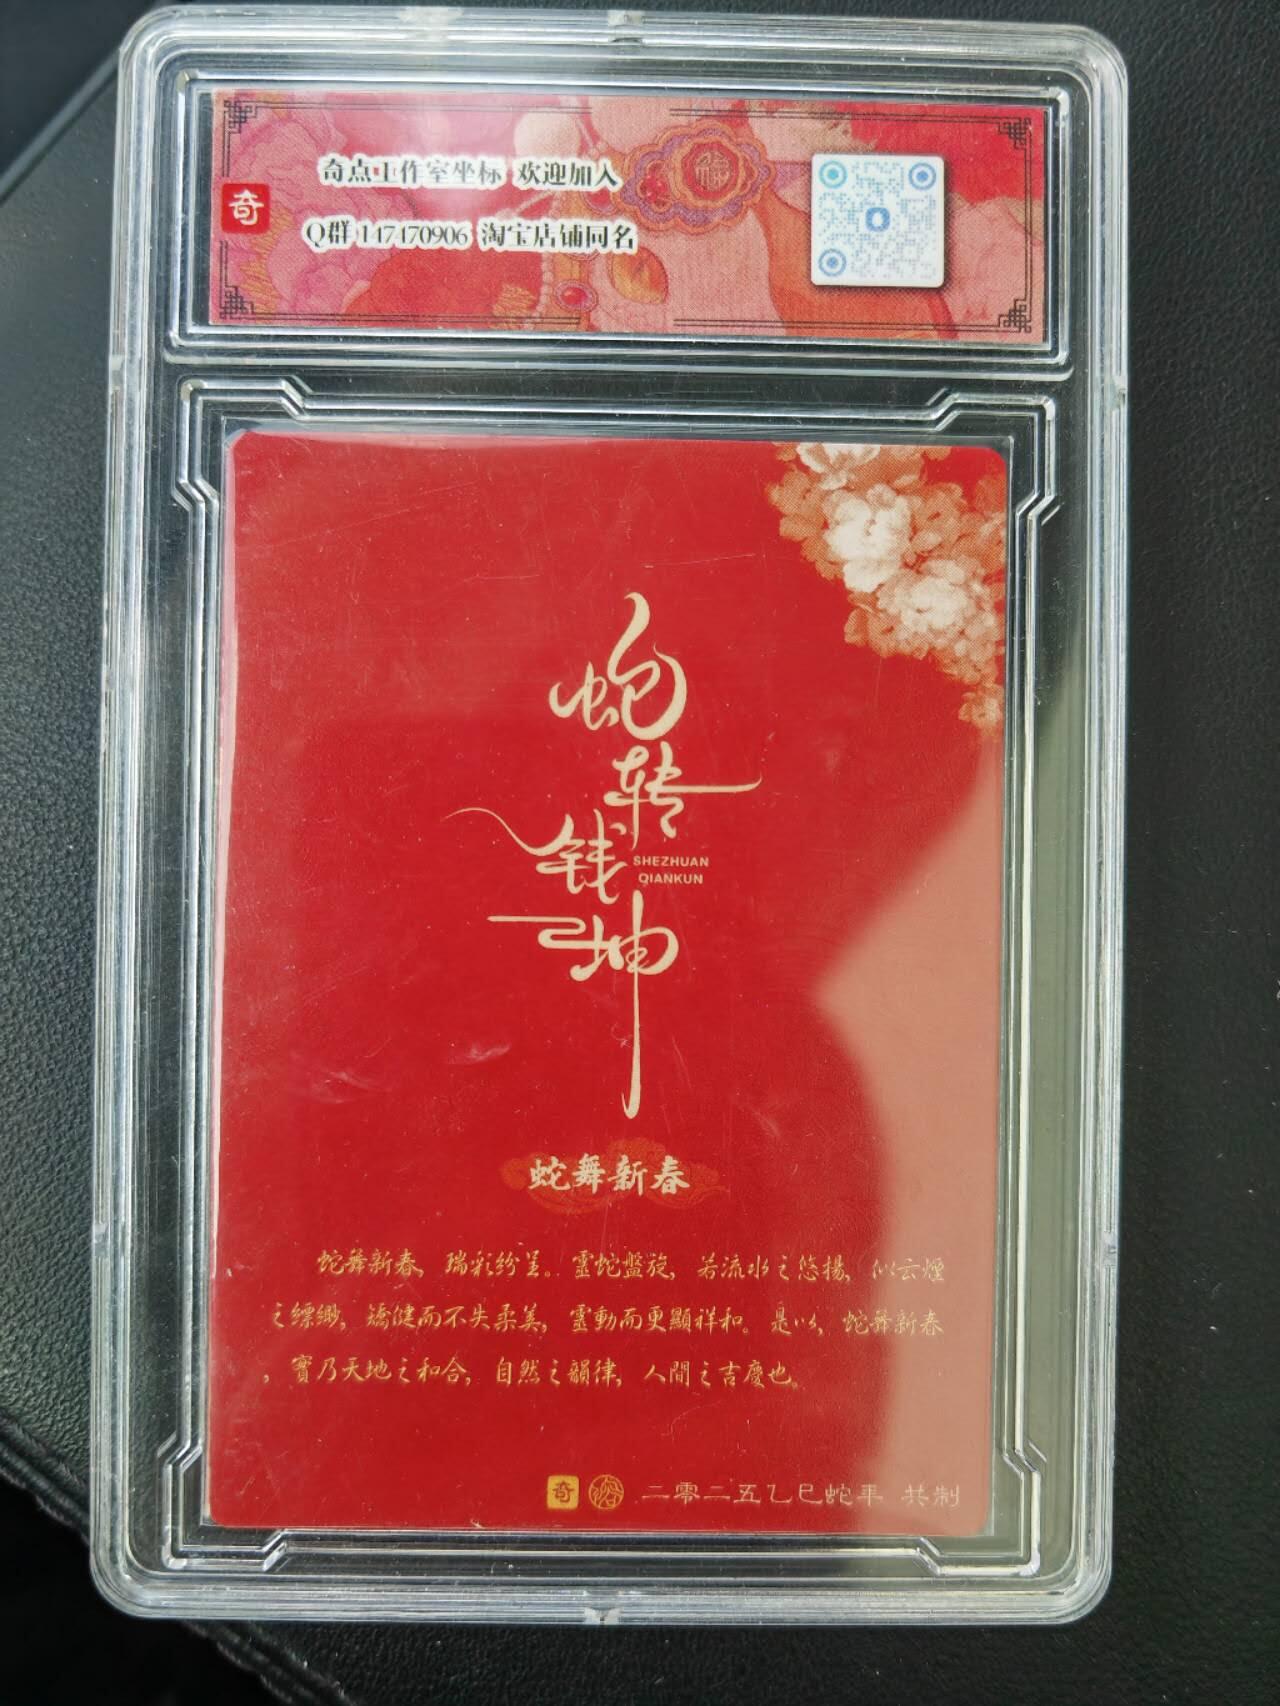 奇点工作室坐标 欢迎加入
奇
Q群 147470906 淘宝店铺同名
蛇
转
钱
SHEZHUAN
QIANKUN
坤
蛇舞新春
蛇舞新春，瑞彩纷呈。靈蛇盤旋，若流水之悠揚，似云煙
之缥缈，矯健而不失柔美，靈動而更顯祥和。是以，蛇舞新春
，實乃天地之和合，自然之韻律，人間之吉慶也。
奇 二零二五乙巳蛇年 共制